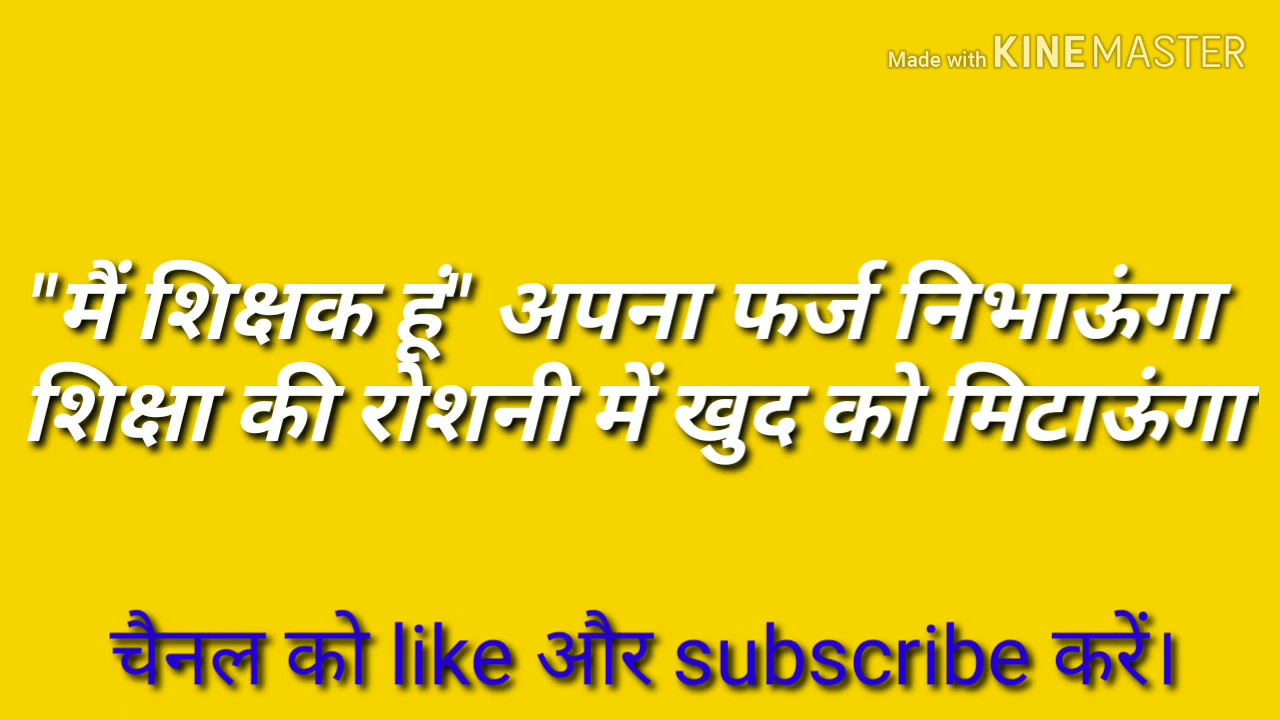 Made with KINEMASTER
"मैं शिक्षक हूं" अपना फर्ज निभाऊंगा
शिक्षा की रोशनी में खुद को मिटाऊंगा
चैनल को like और subscribe करें।